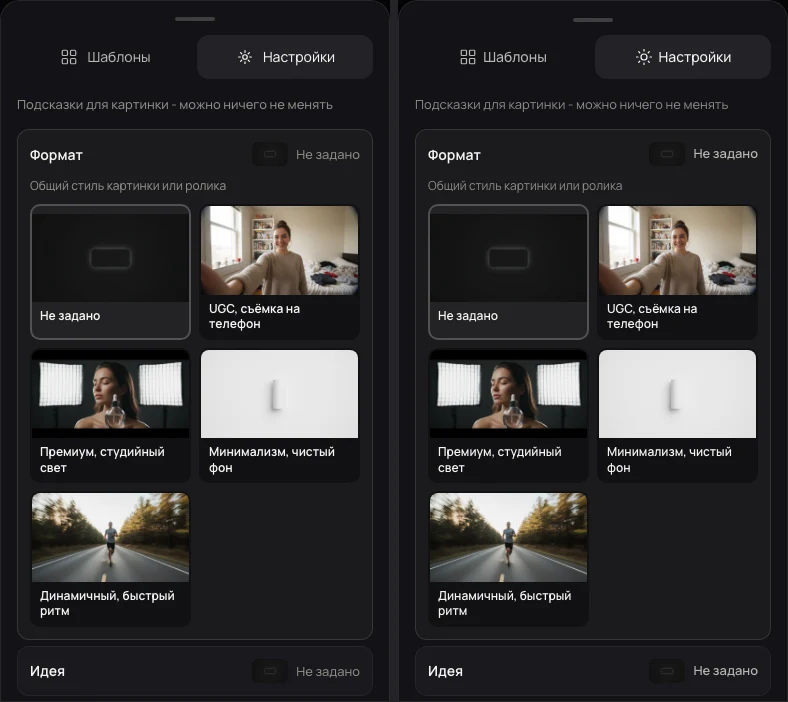 Шаблоны
Настройки
Подсказки для картинки - можно ничего не менять
Формат
Не задано
Общий стиль картинки или ролика
Не задано
UGC, съёмка на
телефон
Премиум, студийный
свет
Минимализм, чистый
фон
Динамичный, быстрый
ритм
Идея
Не задано
Шаблоны
Настройки
Подсказки для картинки - можно ничего не менять
Формат
Не задано
Общий стиль картинки или ролика
Не задано
UGC, съёмка на
телефон
Премиум, студийный
свет
Минимализм, чистый
фон
Динамичный, быстрый
ритм
Идея
Не задано